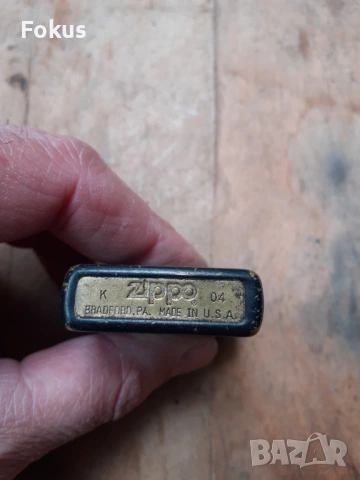 Fokus
K Zippo 04
BRADFORD, PA. MADE IN U.S.A.
BAZAR